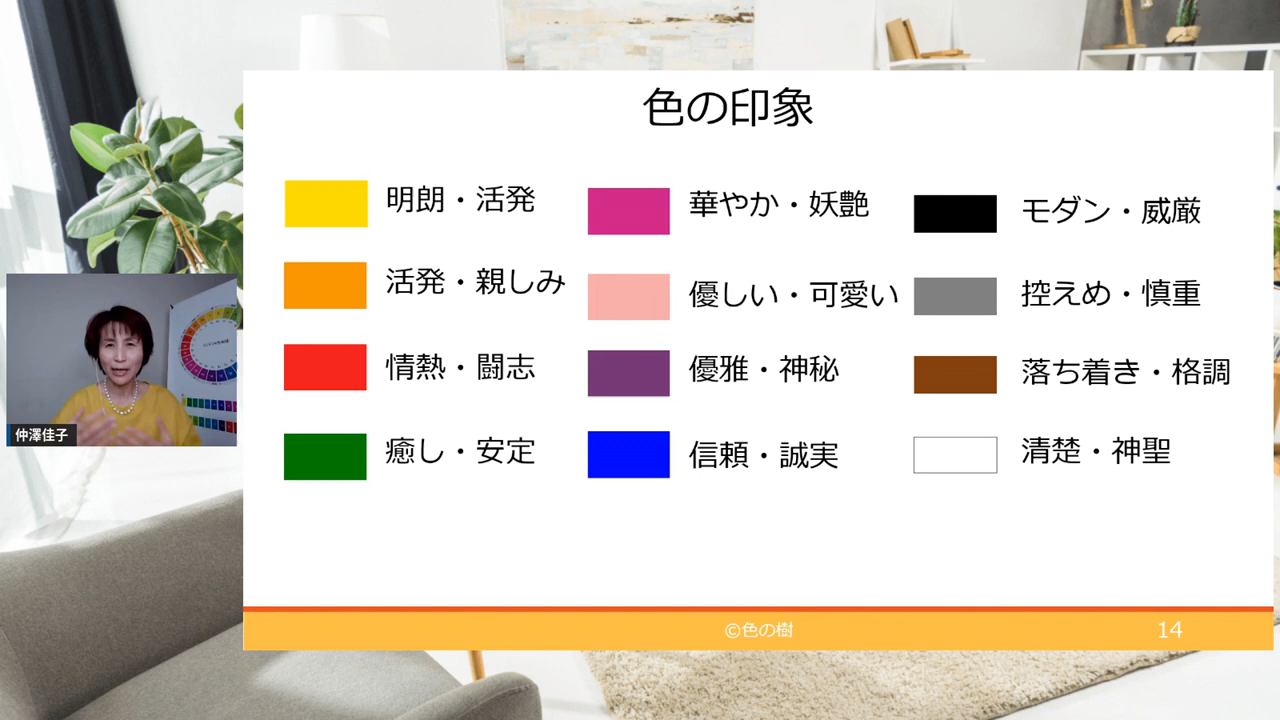 色の印象
明朗・活発
活発・親しみ
情熱・闘志
癒し・安定
華やか・妖艶
優しい・可愛い
優雅・神秘
信頼・誠実
モダン・威厳
控えめ・慎重
落ち着き・格調
清楚・神聖
仲澤佳子
©色の樹
14